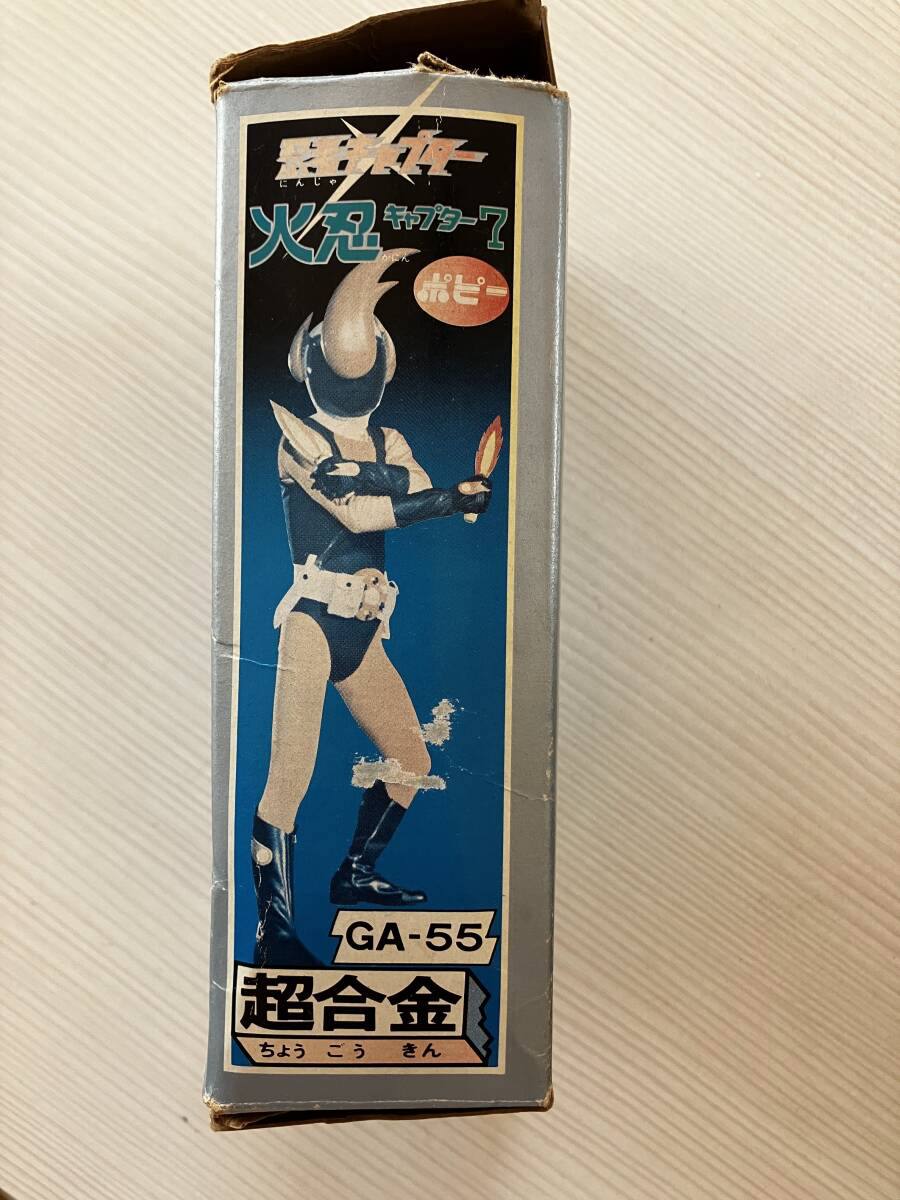 忍者キャプター
にんじゃ
火忍キャプター7
かにん
ポピー
GA-55
超合金
ちょうごうきん